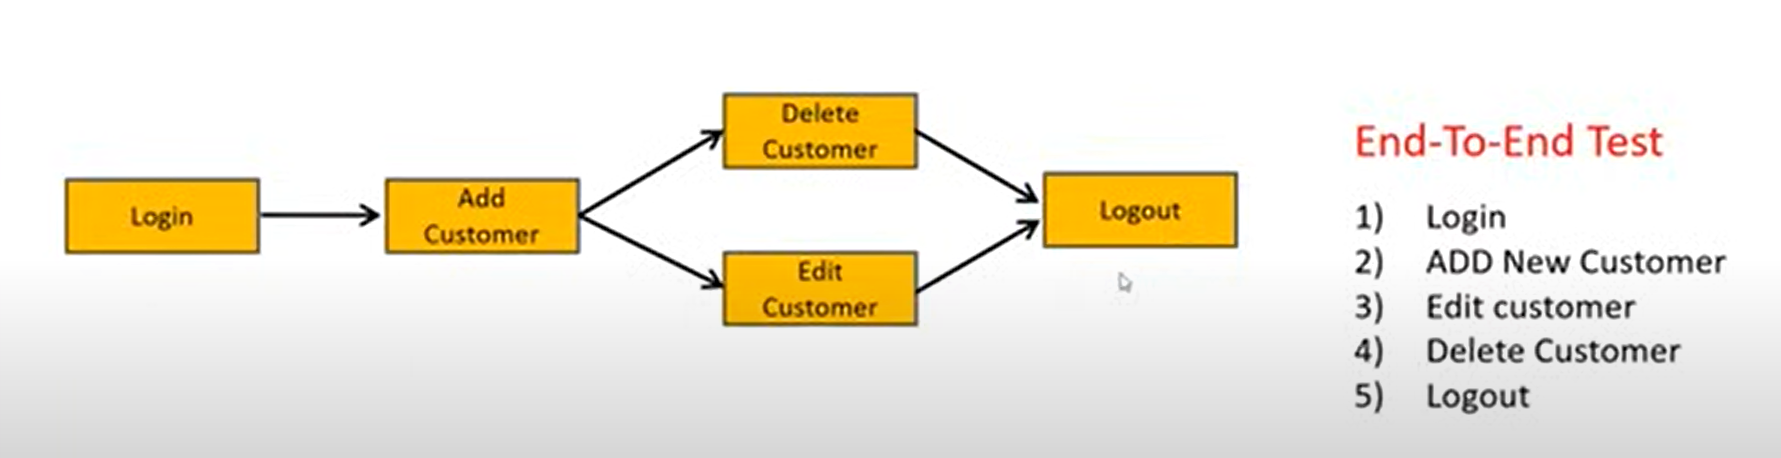 Login
Add
Customer
Delete
Customer
Edit
Customer
Logout
End-To-End Test
1) Login
2) ADD New Customer
3) Edit customer
4) Delete Customer
5) Logout